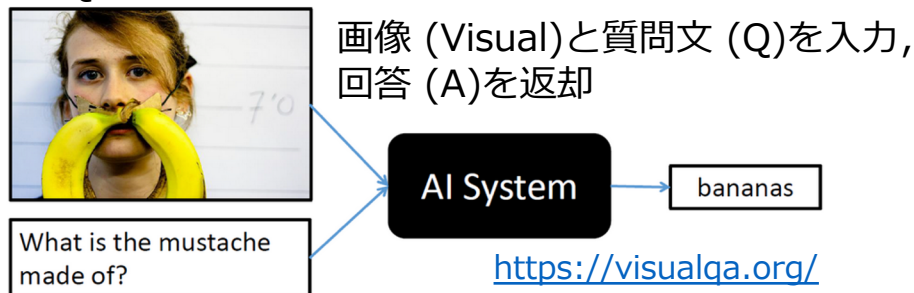 画像 (Visual)と質問文 (Q)を入力,
回答 (A)を返却
7'0
AI System
bananas
What is the mustache
made of?
https://visualqa.org/